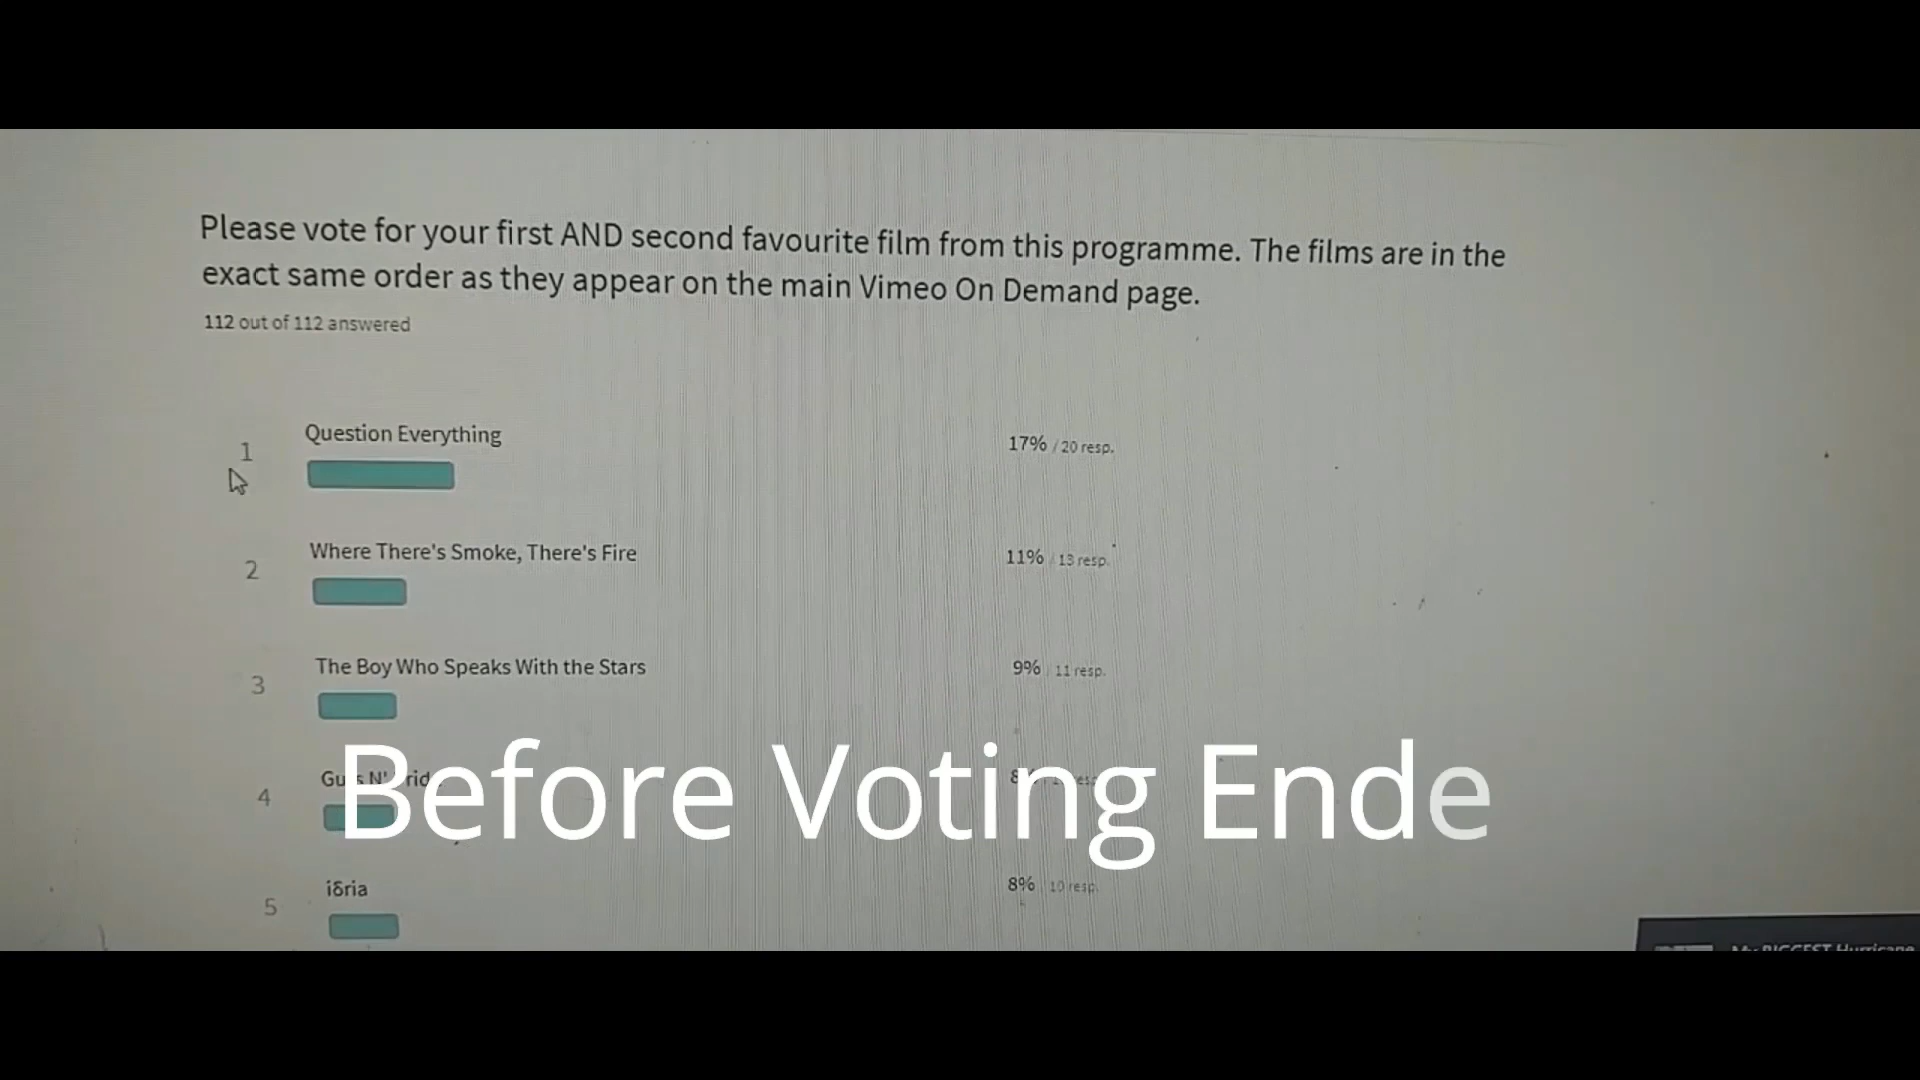 Please vote for your first AND second favourite film from this programme. The films are in the
exact same order as they appear on the main Vimeo On Demand page.
112 out of 112 answered
1 Question Everything 17% / 20 resp.
2 Where There's Smoke, There's Fire 11% / 13 resp.
3 The Boy Who Speaks With the Stars 9% / 11 resp.
4
Before Voting Ende
5 iδria 8% / 10 resp.
BIGGEST Hurricane